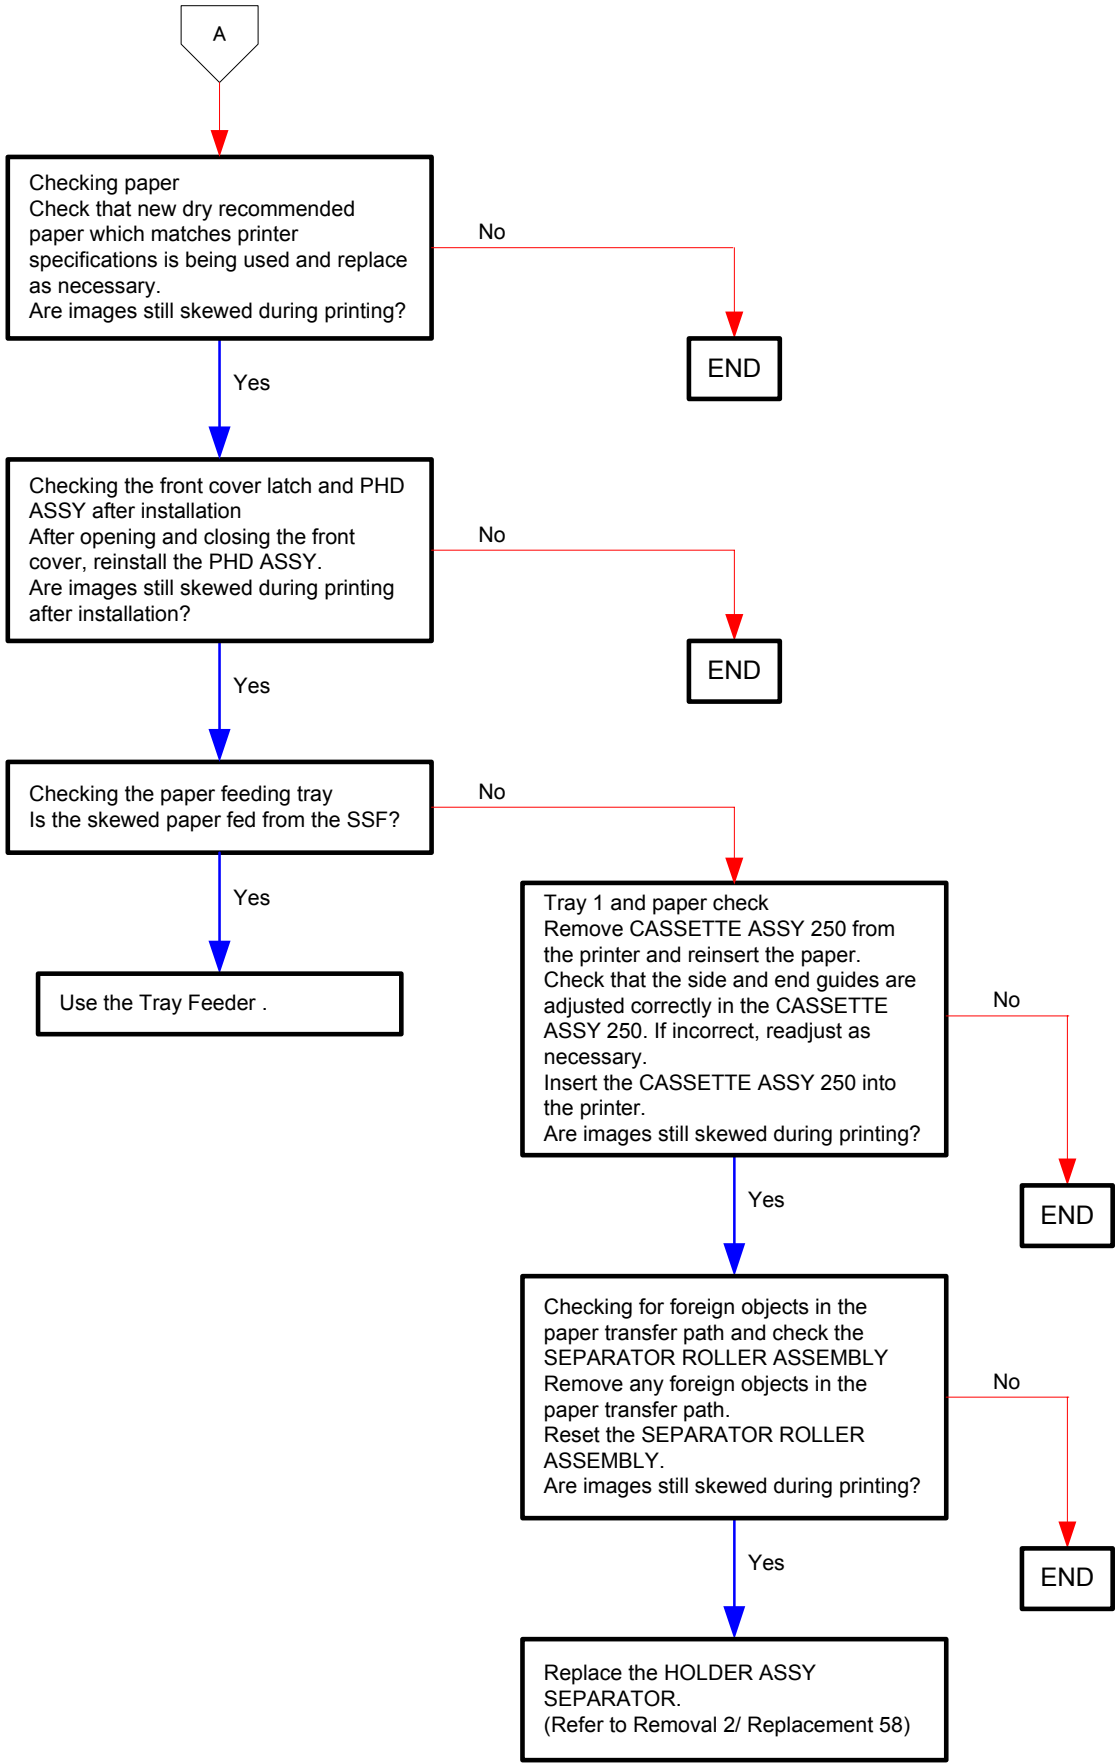 A
Checking paper
Check that new dry recommended
paper which matches printer
specifications is being used and replace
as necessary.
Are images still skewed during printing?
No
END
Yes
Checking the front cover latch and PHD
ASSY after installation
After opening and closing the front
cover, reinstall the PHD ASSY.
Are images still skewed during printing
after installation?
No
END
Yes
Checking the paper feeding tray
Is the skewed paper fed from the SSF?
No
Yes
Use the Tray Feeder .
Tray 1 and paper check
Remove CASSETTE ASSY 250 from
the printer and reinsert the paper.
Check that the side and end guides are
adjusted correctly in the CASSETTE
ASSY 250. If incorrect, readjust as
necessary.
Insert the CASSETTE ASSY 250 into
the printer.
Are images still skewed during printing?
No
END
Yes
Checking for foreign objects in the
paper transfer path and check the
SEPARATOR ROLLER ASSEMBLY
Remove any foreign objects in the
paper transfer path.
Reset the SEPARATOR ROLLER
ASSEMBLY.
Are images still skewed during printing?
No
END
Yes
Replace the HOLDER ASSY
SEPARATOR.
(Refer to Removal 2/ Replacement 58)